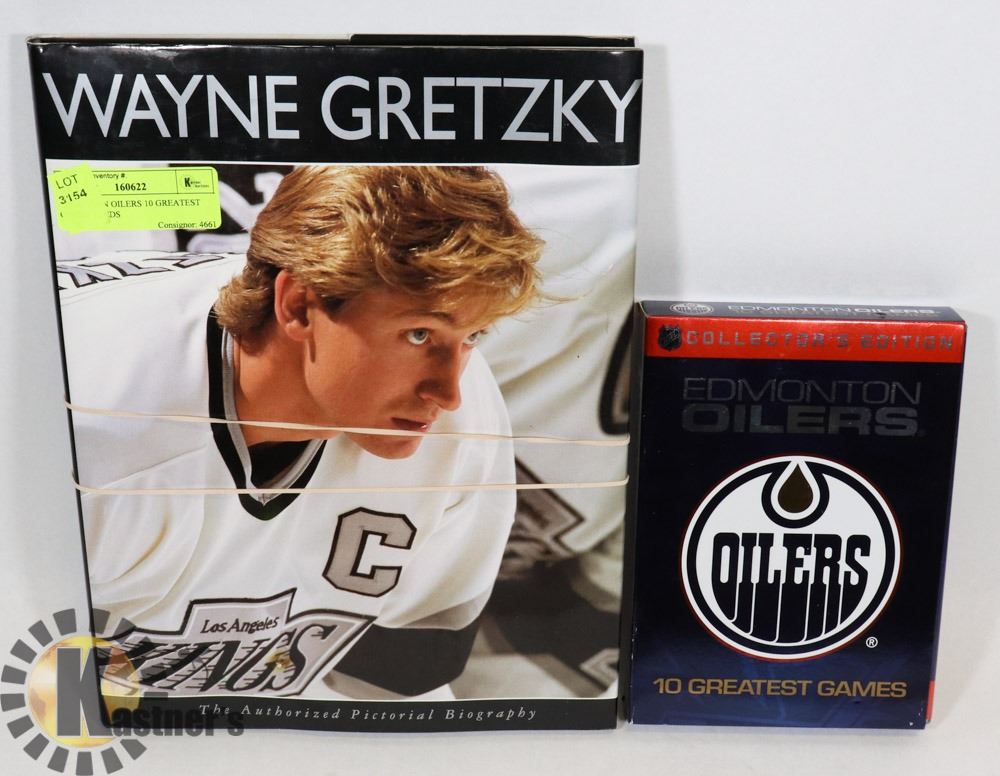 WAYNE GRETZKY
LOT
3154
ventory #:
160622
OILERS 10 GREATEST
DS
Consignor: 4661
C
Los Angeles
KINGS
The Authorized Pictorial Biography
Kastner's
EDMONTON OILERS
COLLECTOR'S EDITION
EDMONTON
OILERS
OILERS
®
10 GREATEST GAMES